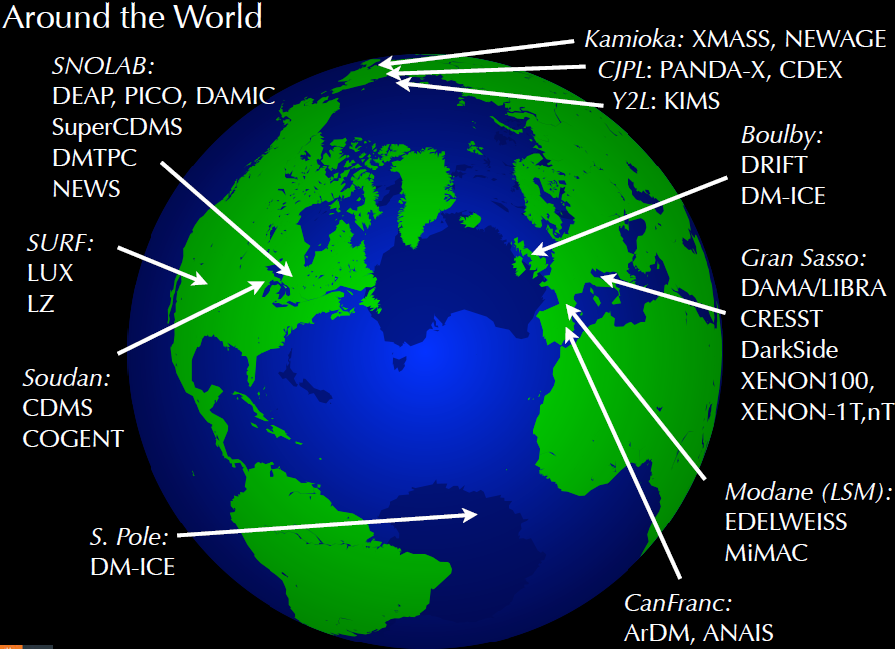 Around the World
SNOLAB:
DEAP, PICO, DAMIC
SuperCDMS
DMTPC
NEWS
SURF:
LUX
LZ
Soudan:
CDMS
COGENT
S. Pole:
DM-ICE
Kamioka: XMASS, NEWAGE
CJPL: PANDA-X, CDEX
Y2L: KIMS
Boulby:
DRIFT
DM-ICE
Gran Sasso:
DAMA/LIBRA
CRESST
DarkSide
XENON100,
XENON-1T,nT
Modane (LSM):
EDELWEISS
MiMAC
CanFranc:
ArDM, ANAIS